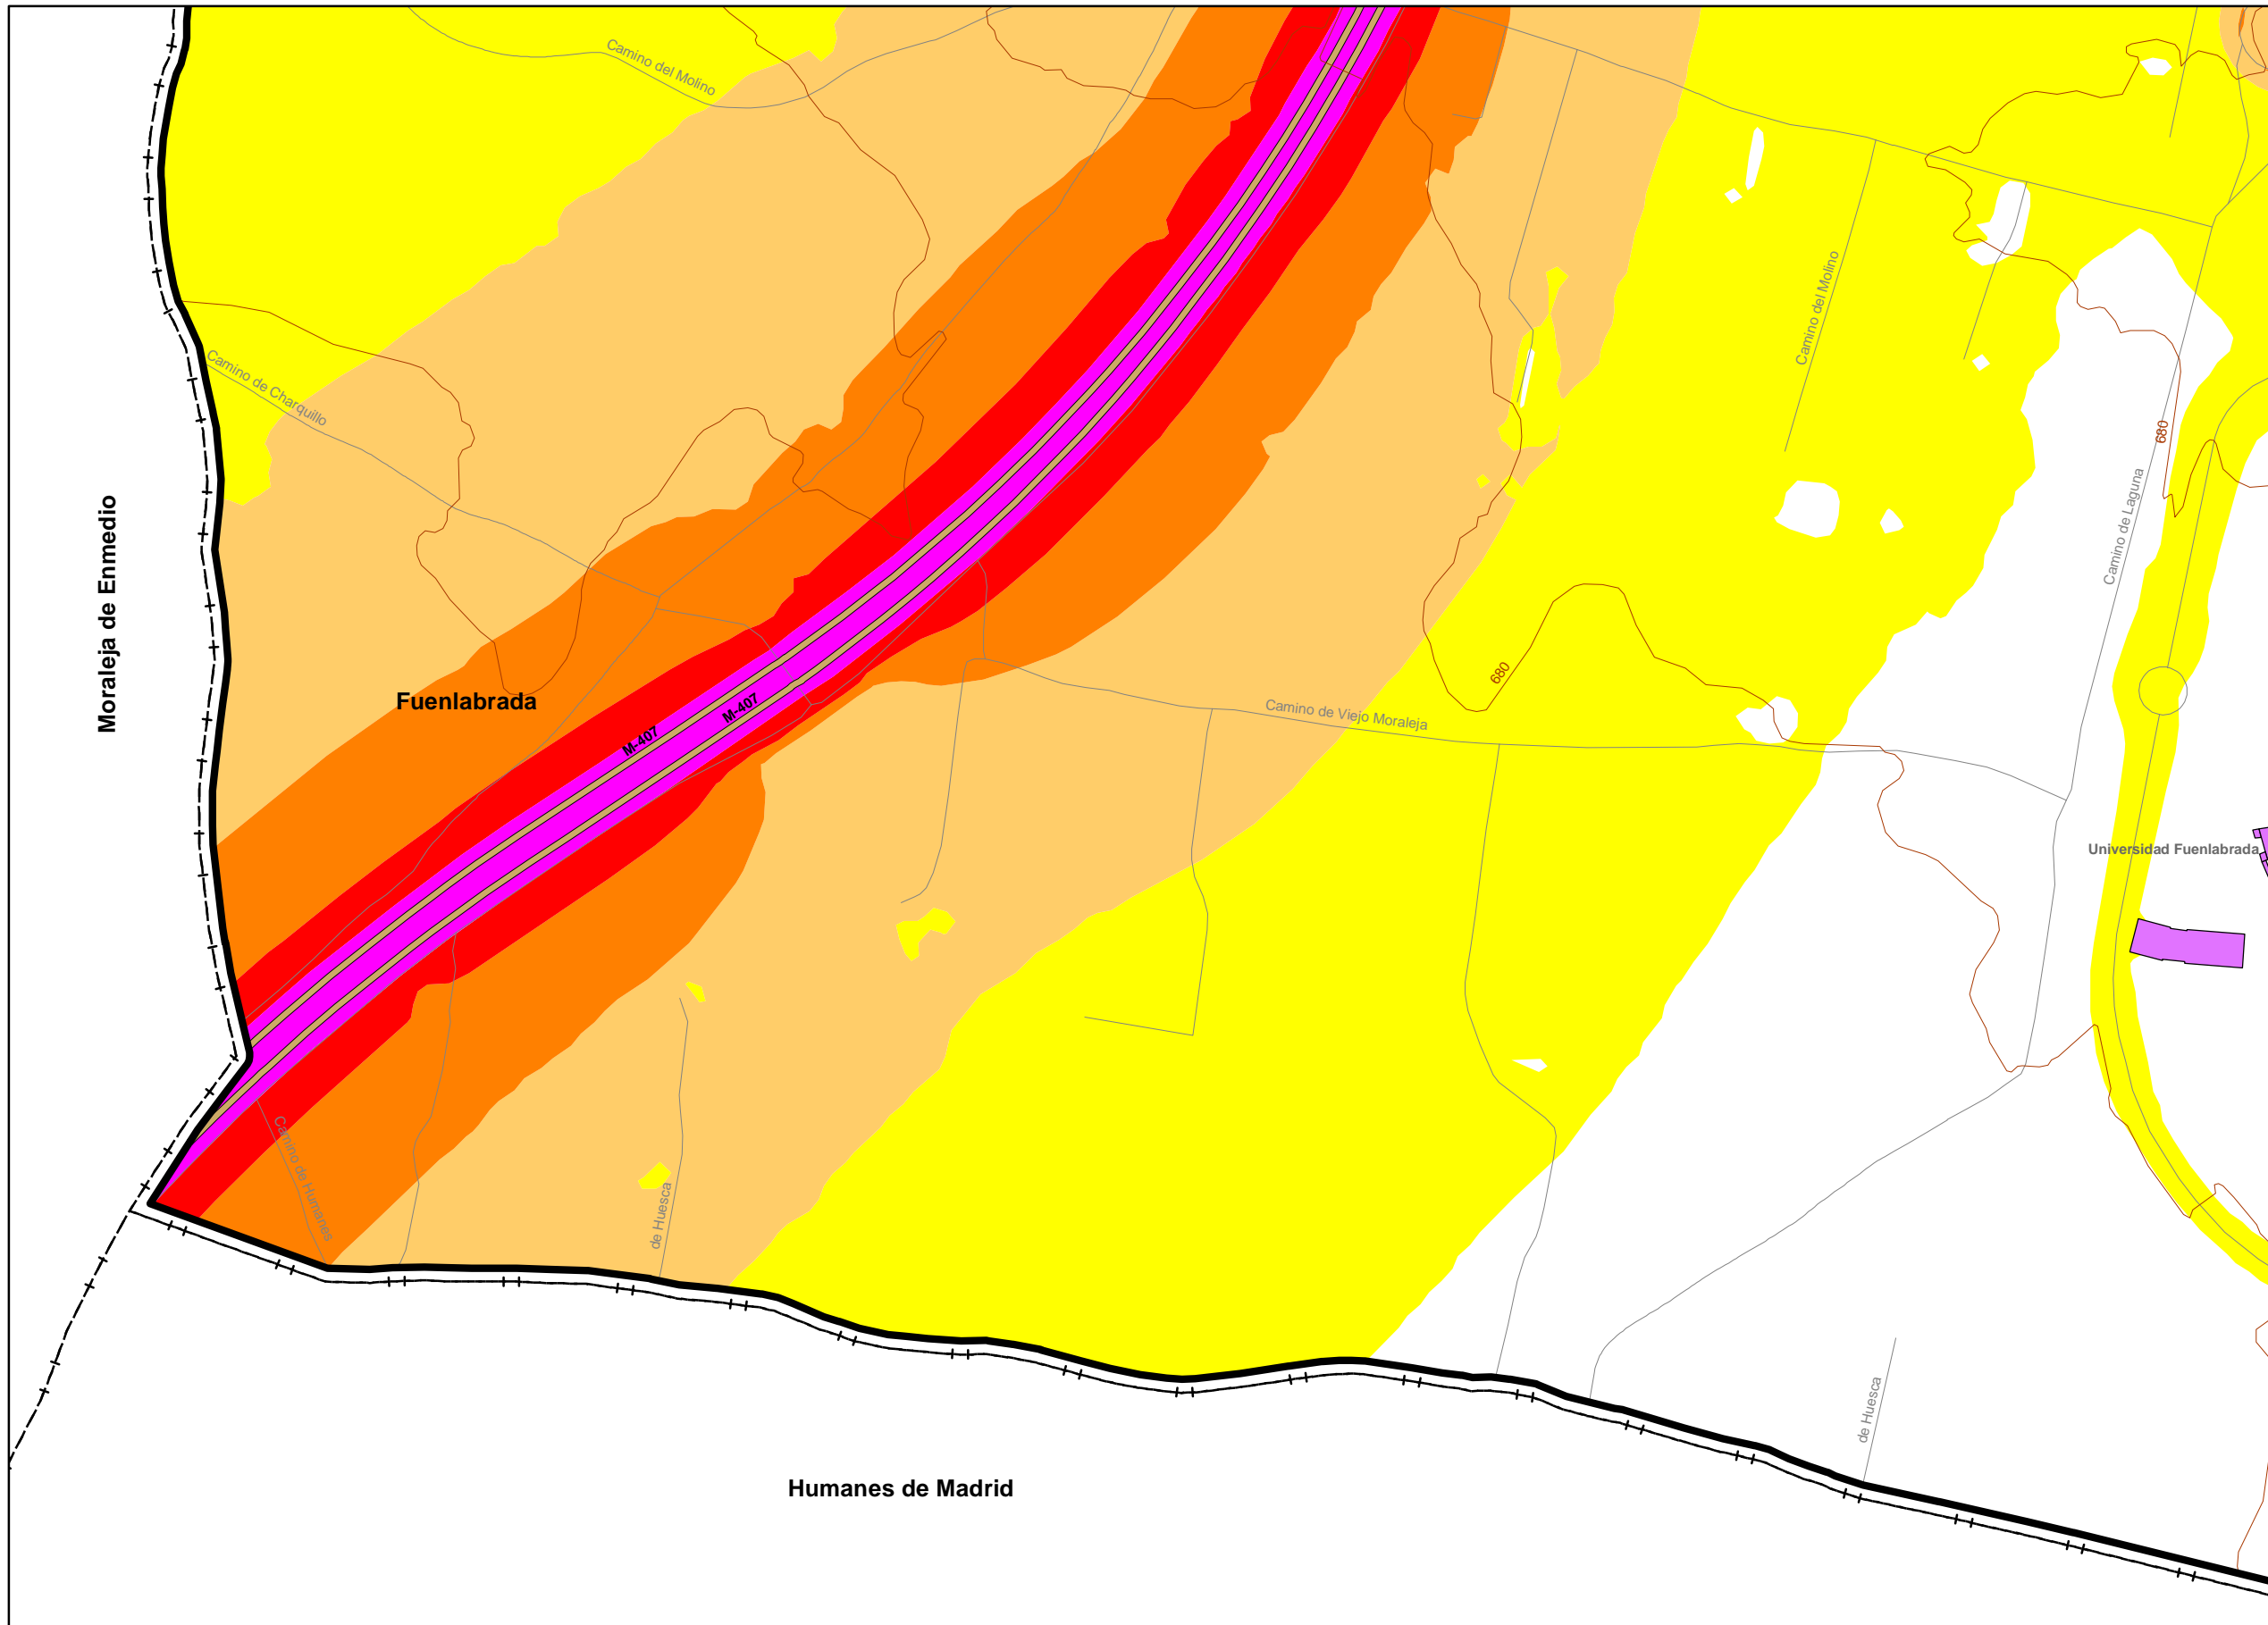 Camino del Molino
Camino de Charquillo
Camino del Molino
680
Camino de Laguna
Moraleja de Enmedio
Fuenlabrada
M-407
M-407
680
Camino de Viejo Moraleja
Universidad Fuenlabrada
Camino de Humanes
de Huesca
de Huesca
Humanes de Madrid